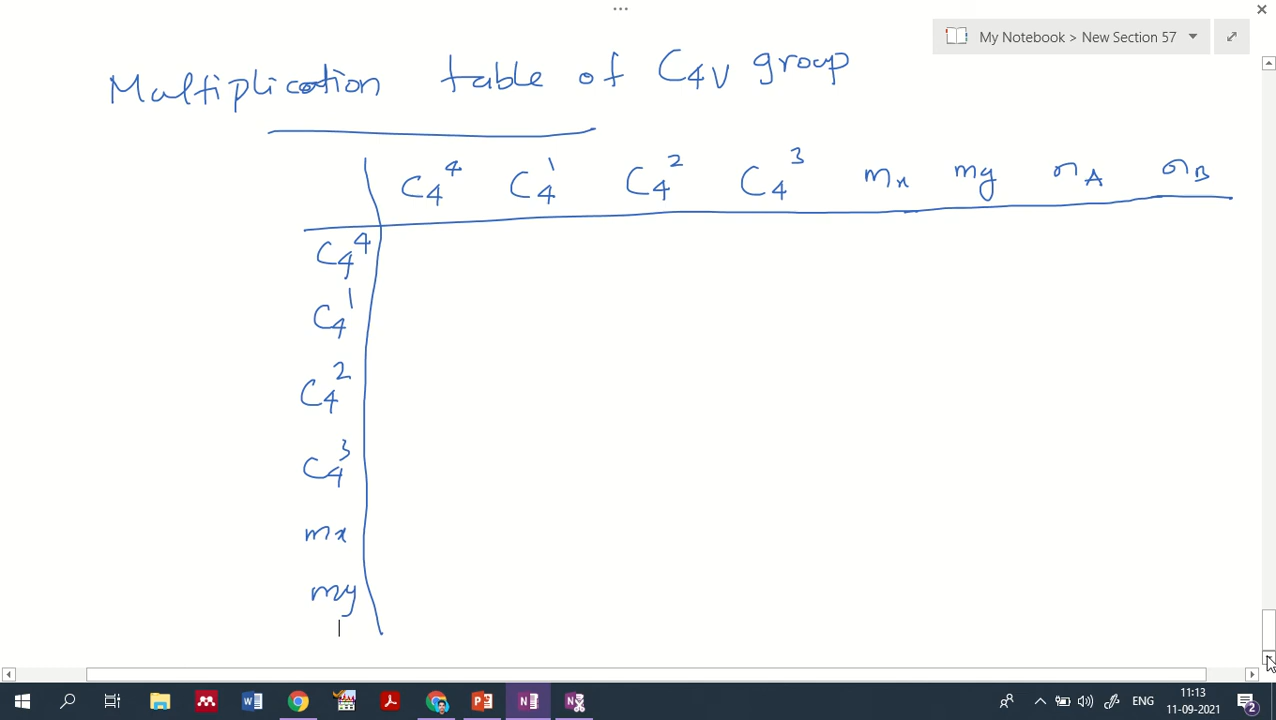 ...
My Notebook > New Section 57
Multiplication table of C4V group
C4^4 C4^1 C4^2 C4^3 mx my σA σB
C4^4
C4^1
C4^2
C4^3
mx
my
ENG
11:13
11-09-2021
2